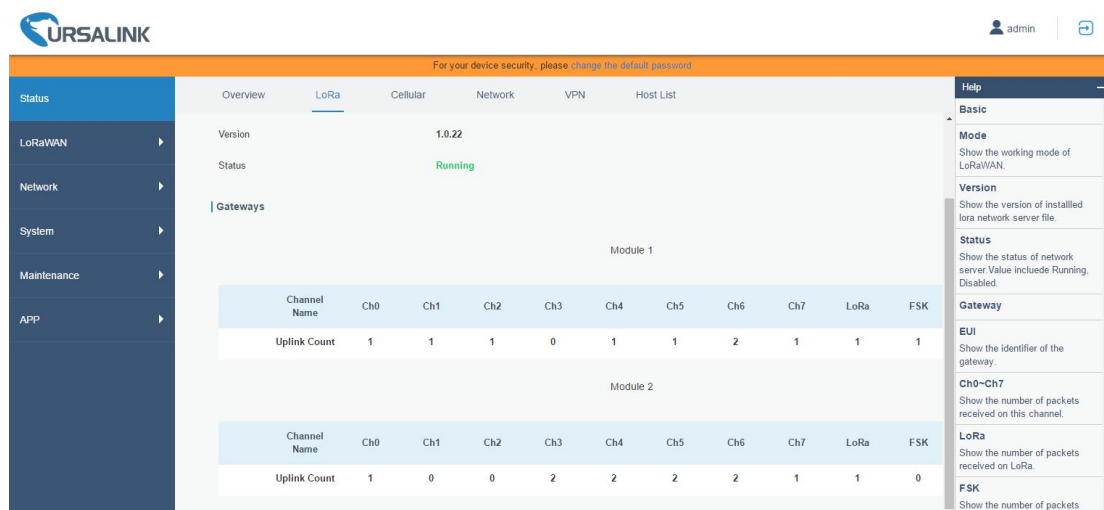 URSALINK
admin
For your device security, please change the default password
Status
LoRaWAN
Network
System
Maintenance
APP
Overview LoRa Cellular Network VPN Host List
Version 1.0.22
Status Running
Gateways
Module 1
Channel Name Ch0 Ch1 Ch2 Ch3 Ch4 Ch5 Ch6 Ch7 LoRa FSK
Uplink Count 1 1 1 0 1 1 2 1 1 1
Module 2
Channel Name Ch0 Ch1 Ch2 Ch3 Ch4 Ch5 Ch6 Ch7 LoRa FSK
Uplink Count 1 0 0 2 2 2 2 1 1 0
Help
Basic
Mode
Show the working mode of
LoRaWAN.
Version
Show the version of installled
lora network server file.
Status
Show the status of network
server.Value incluede Running,
Disabled.
Gateway
EUI
Show the identifier of the
gateway.
Ch0~Ch7
Show the number of packets
received on this channel.
LoRa
Show the number of packets
received on LoRa.
FSK
Show the number of packets